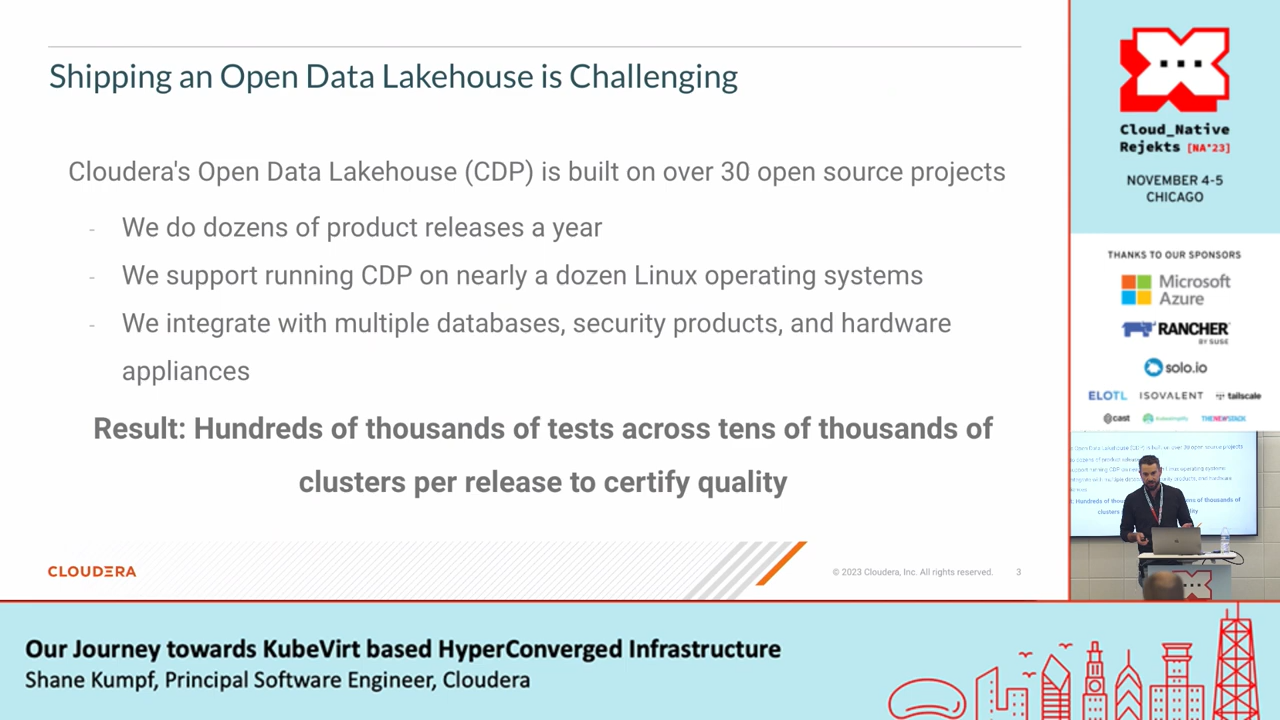 Shipping an Open Data Lakehouse is Challenging
Cloudera's Open Data Lakehouse (CDP) is built on over 30 open source projects
- We do dozens of product releases a year
- We support running CDP on nearly a dozen Linux operating systems
- We integrate with multiple databases, security products, and hardware
appliances
Result: Hundreds of thousands of tests across tens of thousands of
clusters per release to certify quality
CLOUDERA
© 2023 Cloudera, Inc. All rights reserved. 3
Cloud_Native
Rejekts [NA'23]
NOVEMBER 4-5
CHICAGO
THANKS TO OUR SPONSORS
Microsoft
Azure
RANCHER
BY SUSE
solo.io
ELOTL ISOVALENT tailscale
cast kubesimplify THENEWSTACK
Our Journey towards KubeVirt based HyperConverged Infrastructure
Shane Kumpf, Principal Software Engineer, Cloudera